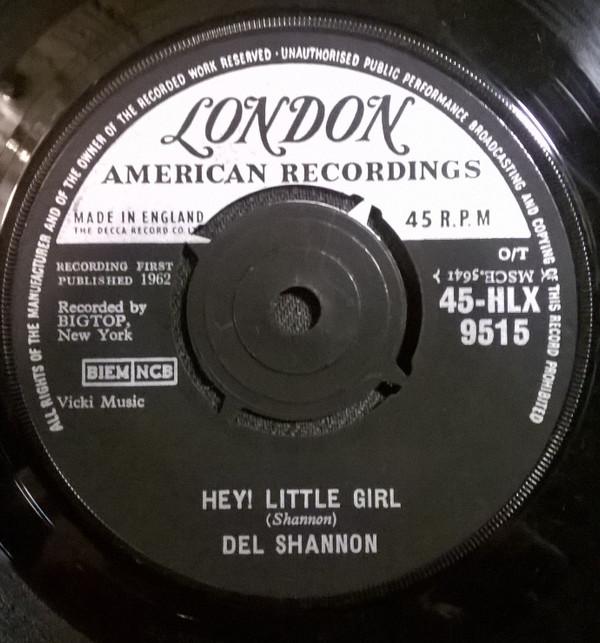 ALL RIGHTS OF THE MANUFACTURER AND OF THE OWNER OF THE RECORDED WORK RESERVED · UNAUTHORISED PUBLIC PERFORMANCE BROADCASTING AND COPYING OF THIS RECORD PROHIBITED
LONDON
AMERICAN RECORDINGS
MADE IN ENGLAND
THE DECCA RECORD CO.
45 R.P.M
RECORDING FIRST
PUBLISHED 1962
Recorded by
BIGTOP,
New York
BIEM NCB
Vicki Music
O/T
45-HLX
9515
HEY! LITTLE GIRL
(Shannon)
DEL SHANNON